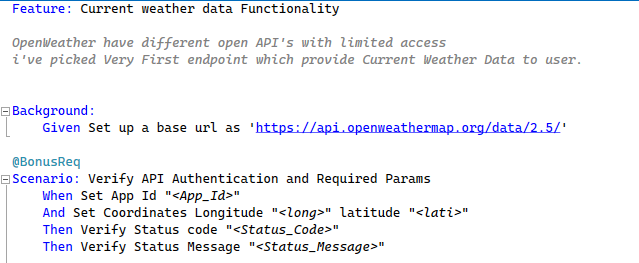 Feature: Current weather data Functionality
OpenWeather have different open API's with limited access
i've picked Very First endpoint which provide Current Weather Data to user.
Background:
Given Set up a base url as 'https://api.openweathermap.org/data/2.5/'
@BonusReq
Scenario: Verify API Authentication and Required Params
When Set App Id "<App_Id>"
And Set Coordinates Longitude "<long>" latitude "<lati>"
Then Verify Status code "<Status_Code>"
Then Verify Status Message "<Status_Message>"